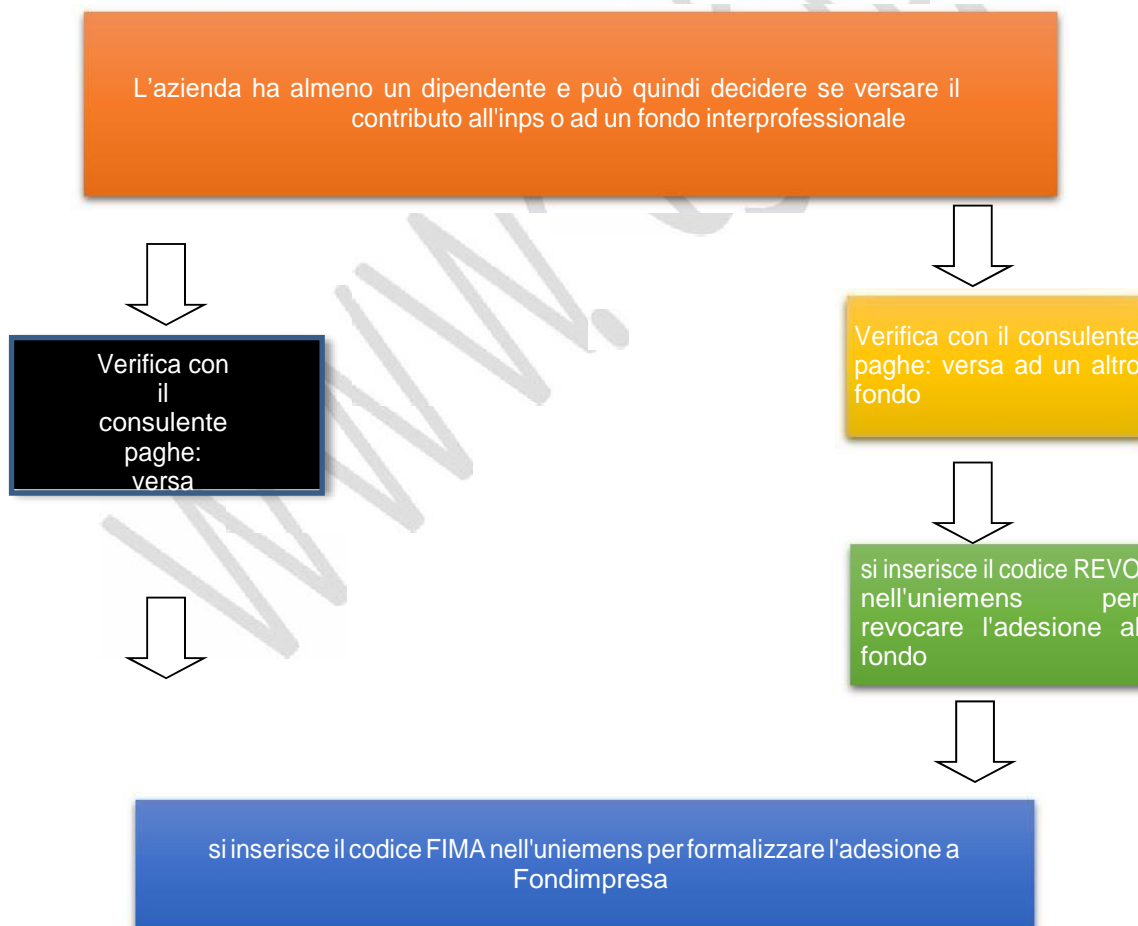 L'azienda ha almeno un dipendente e può quindi decidere se versare il
contributo all'inps o ad un fondo interprofessionale
Verifica con
il
consulente
paghe:
versa
Verifica con il consulente
paghe: versa ad un altro
fondo
si inserisce il codice REVO
nell'uniemens per
revocare l'adesione al
fondo
si inserisce il codice FIMA nell'uniemens per formalizzare l'adesione a
Fondimpresa
www.